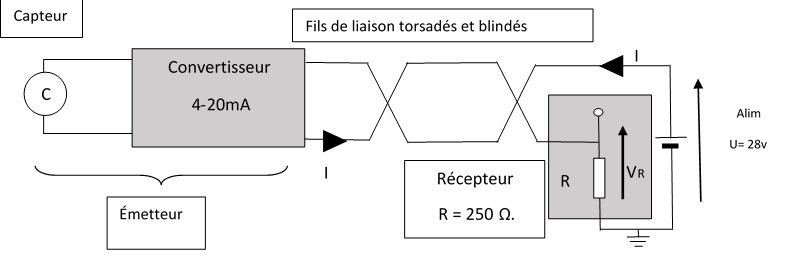 Capteur
Fils de liaison torsadés et blindés
Convertisseur
4-20mA
C
I
I
Alim
U= 28v
Récepteur
R = 250 Ω.
R
VR
Émetteur